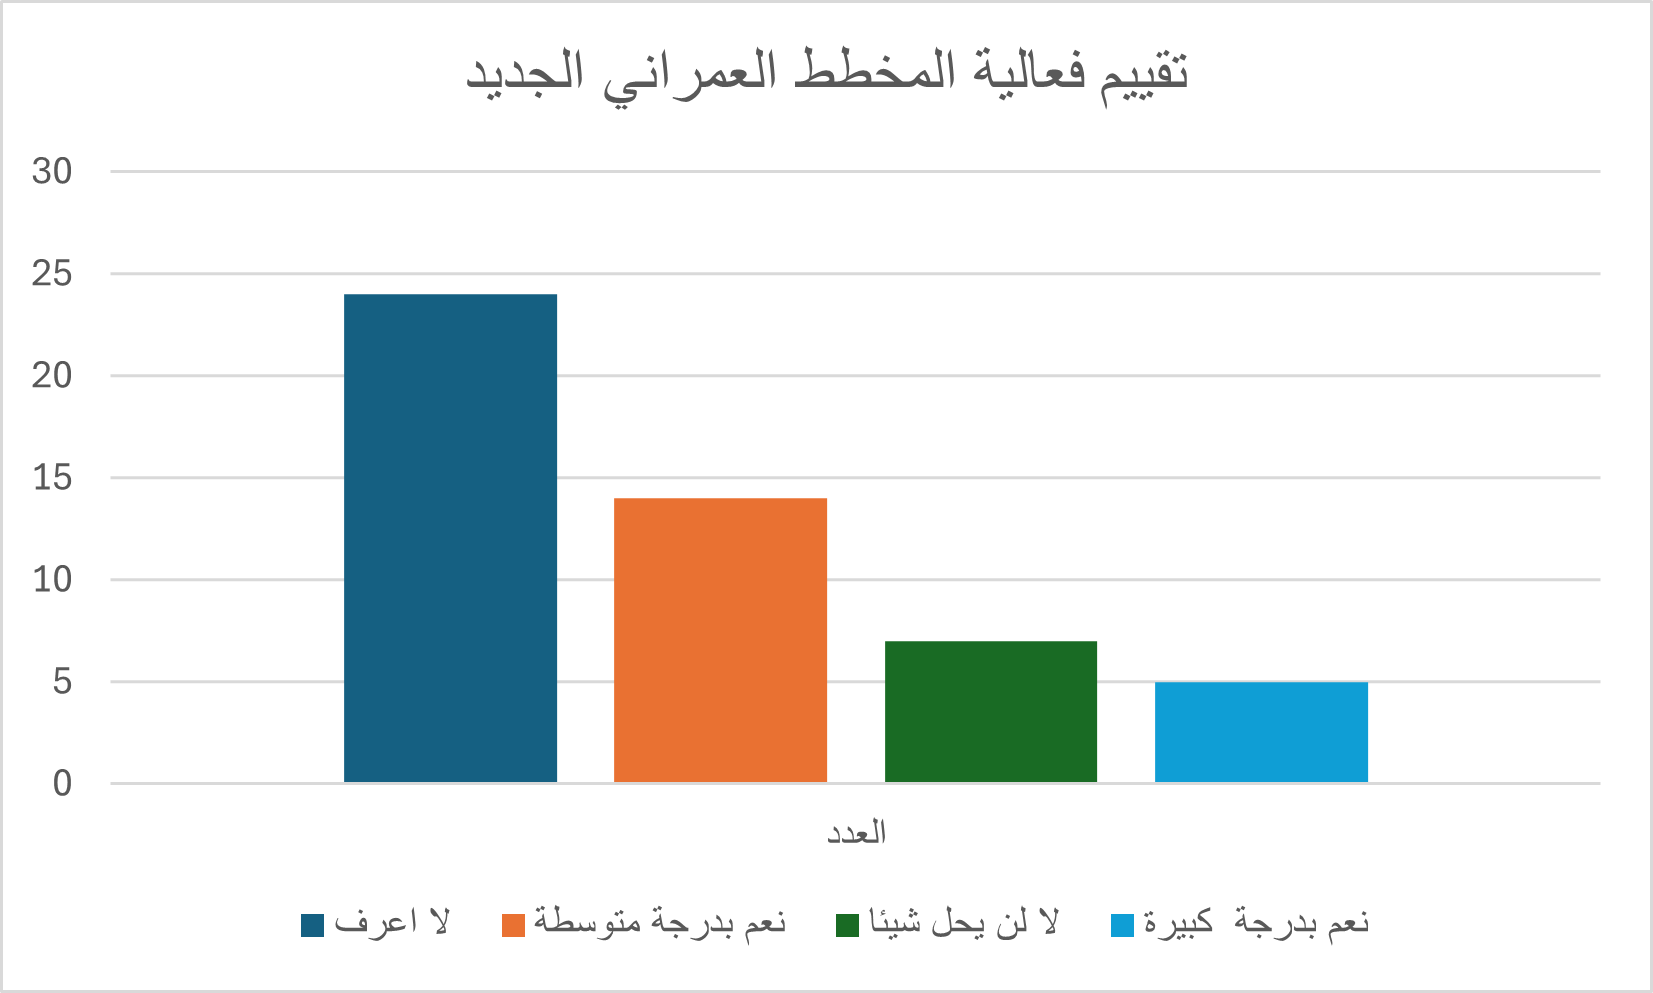 تقييم فعالية المخطط العمراني الجديد
30
25
20
15
10
5
0
العدد
لا اعرف
نعم بدرجة متوسطة
لا لن يحل شيئا
نعم بدرجة كبيرة